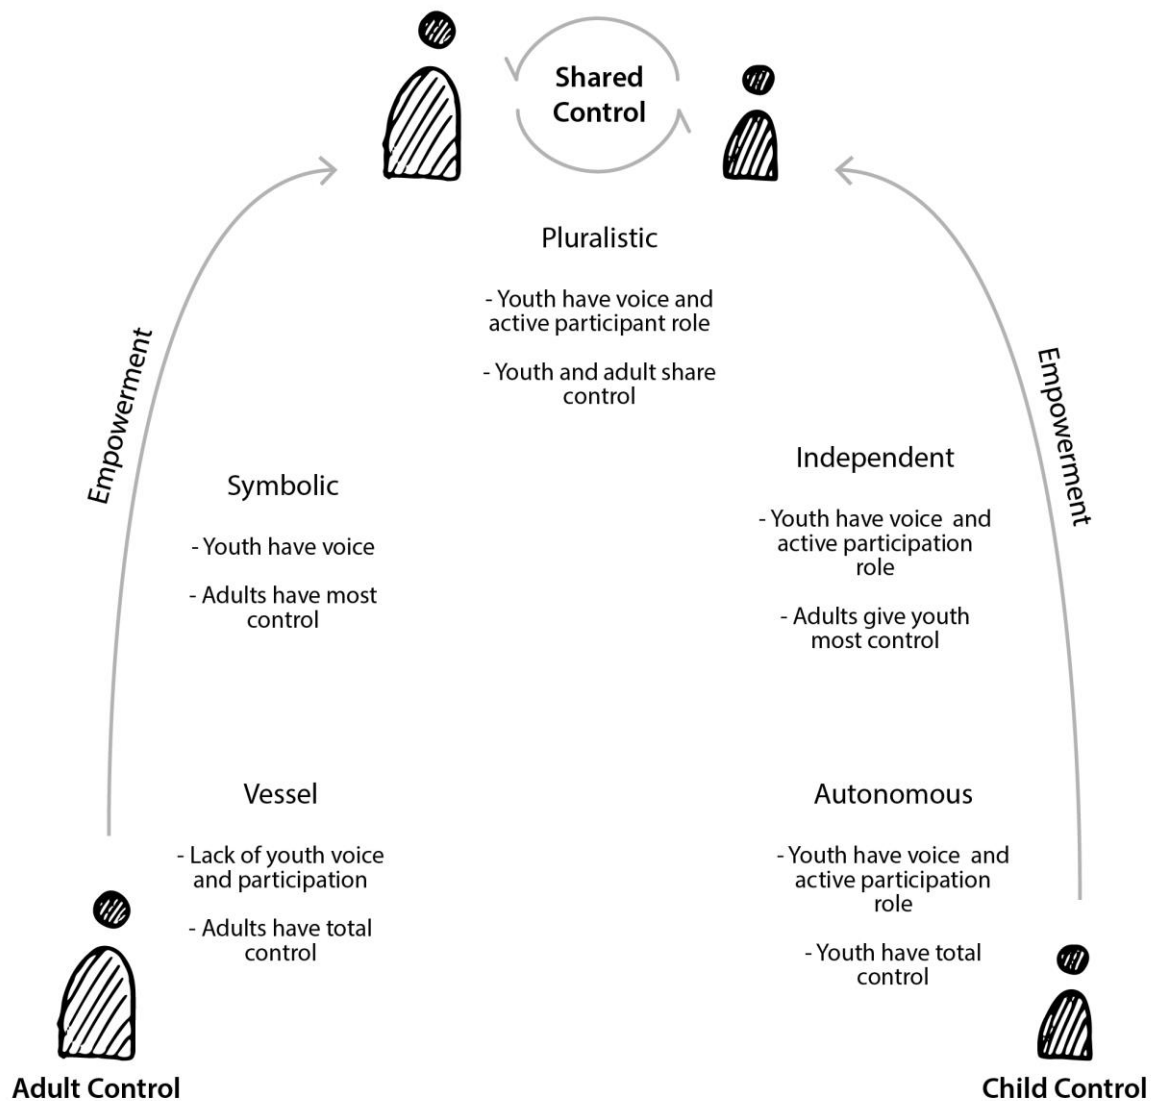 Shared
Control
Pluralistic
- Youth have voice and
active participant role
- Youth and adult share
control
Empowerment
Symbolic
- Youth have voice
- Adults have most
control
Independent
- Youth have voice and
active participation
role
- Adults give youth
most control
Empowerment
Vessel
- Lack of youth voice
and participation
- Adults have total
control
Autonomous
- Youth have voice and
active participation
role
- Youth have total
control
Adult Control
Child Control